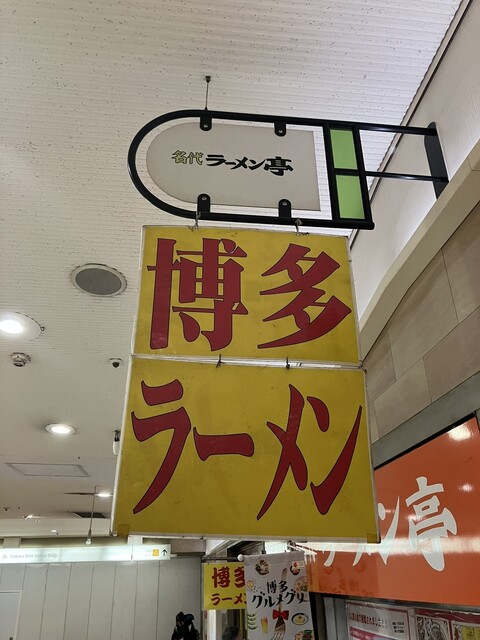 名代 ラーメン亭
博多
ラーメン
メン亭
博多
ラーメン
博多
グルメグリ